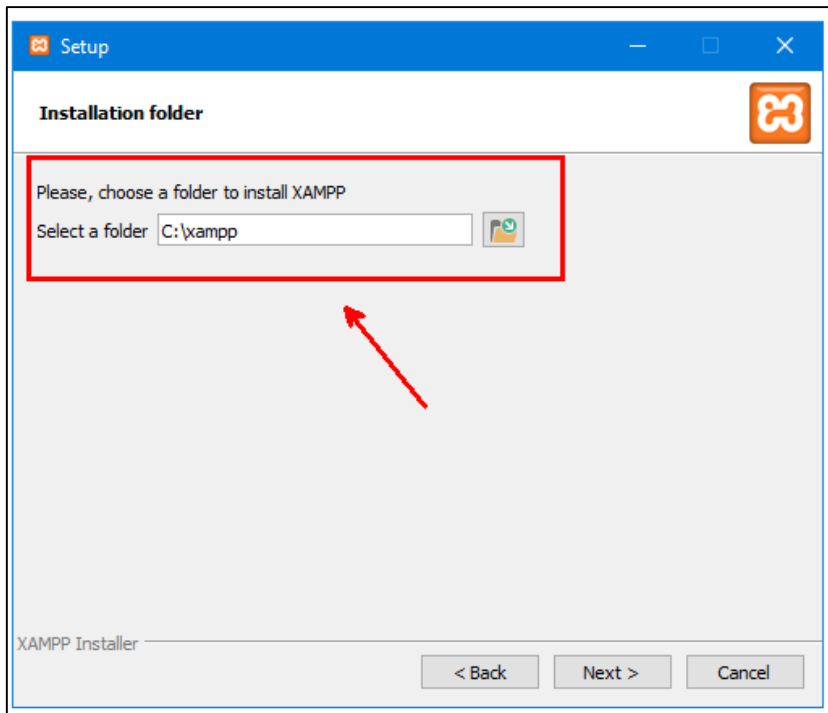 Setup
Installation folder
Please, choose a folder to install XAMPP
Select a folder C:\xampp
XAMPP Installer
< Back Next > Cancel